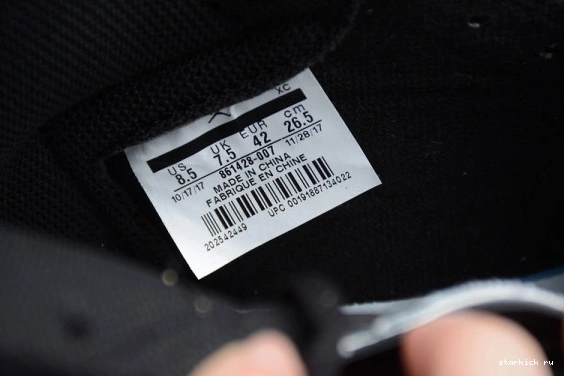 XC
US UK EUR cm
8.5 7.5 42 26.5
10/17/17 861428-007 11/28/17
MADE IN CHINA
FABRIQUE EN CHINE
202542449 UPC 00191887134022
starkick ru